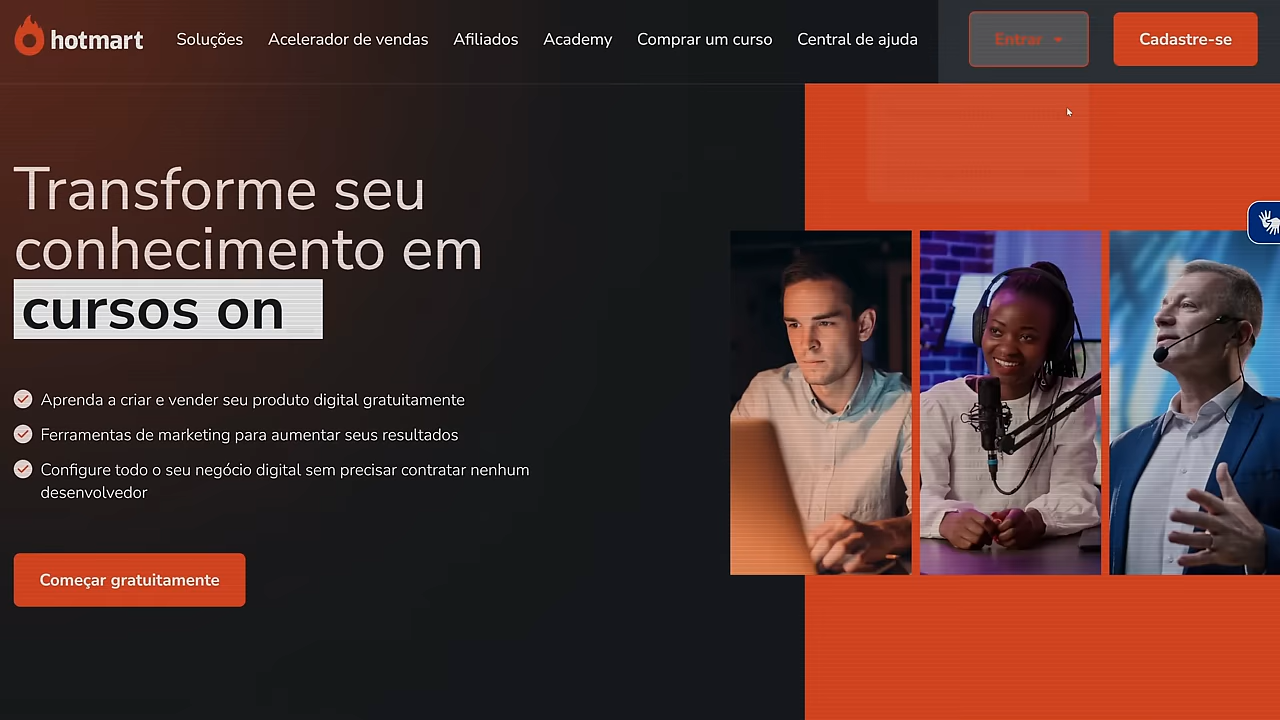 hotmart
Soluções
Acelerador de vendas
Afiliados
Academy
Comprar um curso
Central de ajuda
Entrar
Cadastre-se
Transforme seu
conhecimento em
cursos on
Aprenda a criar e vender seu produto digital gratuitamente
Ferramentas de marketing para aumentar seus resultados
Configure todo o seu negócio digital sem precisar contratar nenhum
desenvolvedor
Começar gratuitamente